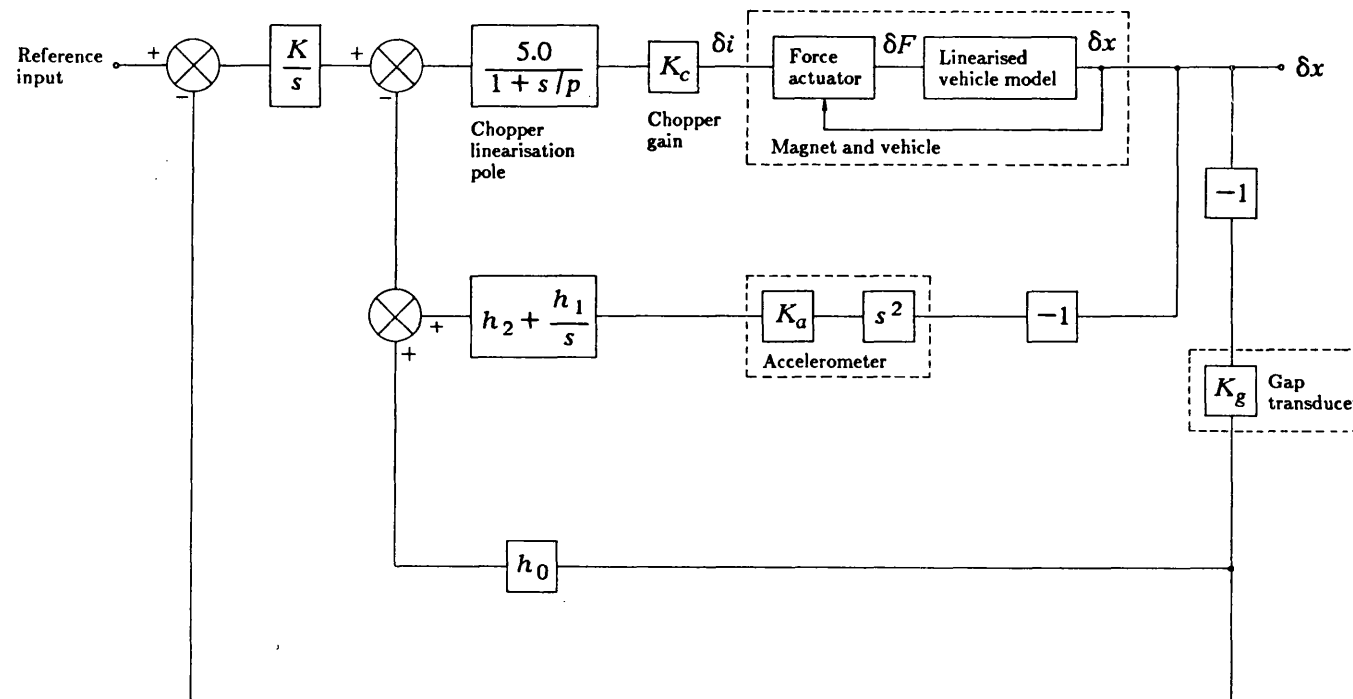 Reference
input
+
−
K
s
+
−
5.0
1 + s/p
Chopper
linearisation
pole
K_c
Chopper
gain
δi
Force
actuator
δF
Linearised
vehicle model
δx
Magnet and vehicle
δx
−1
+
+
h_2 + h_1
s
K_a
s^2
Accelerometer
−1
K_g
Gap
transducer
h_0